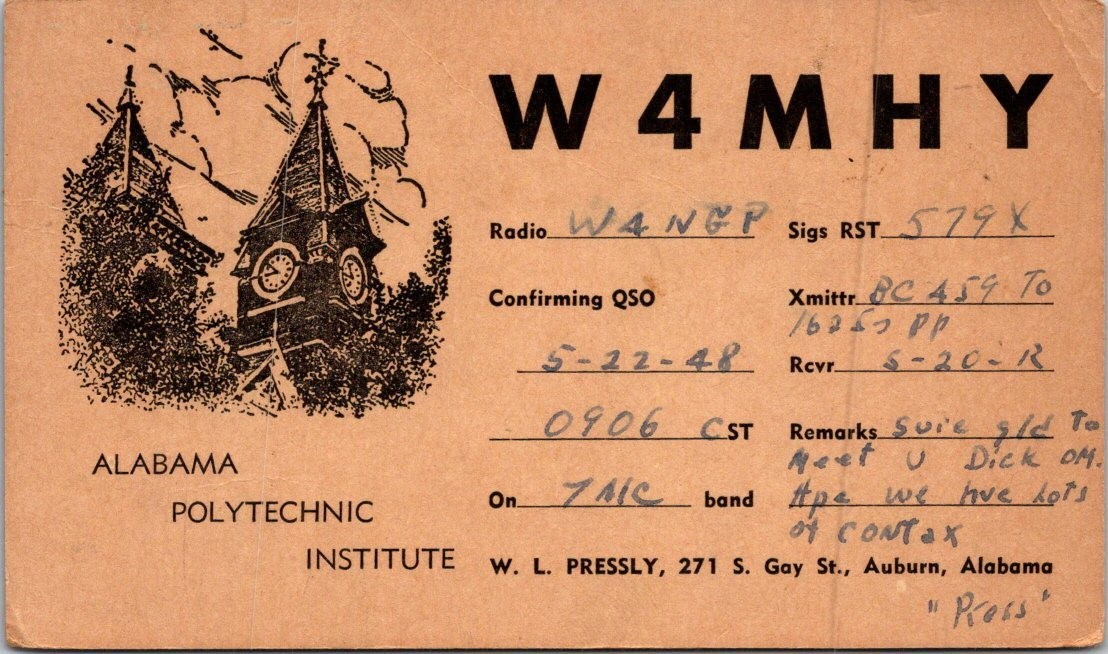 W4MHY
Radio W4NGP Sigs RST 579X
Confirming QSO Xmittr BC 459 To
1625s PP
5-22-48 Rcvr S-20-R
0906 CST Remarks Sure gld To
Meet U Dick OM.
On 7MC band Hpe we hve Lots
of CONTaX
ALABAMA
POLYTECHNIC
INSTITUTE
W. L. PRESSLY, 271 S. Gay St., Auburn, Alabama
"Press"